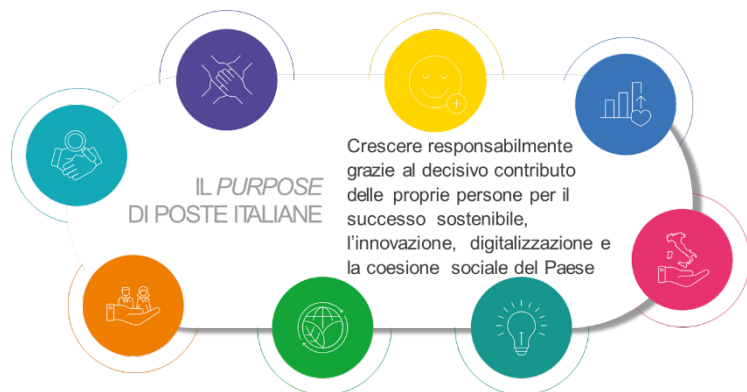 IL PURPOSE
DI POSTE ITALIANE
Crescere responsabilmente
grazie al decisivo contributo
delle proprie persone per il
successo sostenibile,
l’innovazione, digitalizzazione e
la coesione sociale del Paese